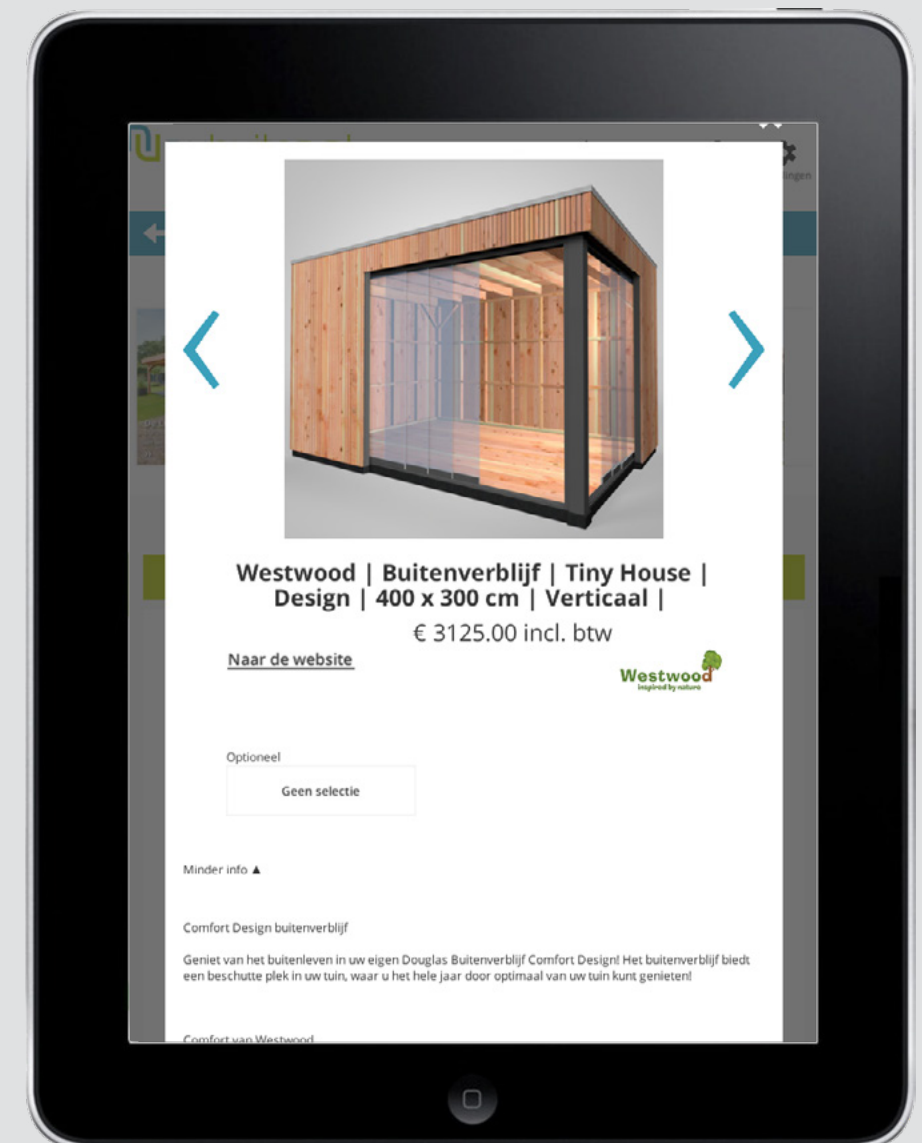 lingen
Westwood | Buitenverblijf | Tiny House |
Design | 400 x 300 cm | Verticaal |
€ 3125.00 incl. btw
Naar de website
Westwood
inspired by nature
Optioneel
Geen selectie
Minder info ▲
Comfort Design buitenverblijf
Geniet van het buitenleven in uw eigen Douglas Buitenverblijf Comfort Design! Het buitenverblijf biedt
een beschutte plek in uw tuin, waar u het hele jaar door optimaal van uw tuin kunt genieten!
Comfort van Westwood